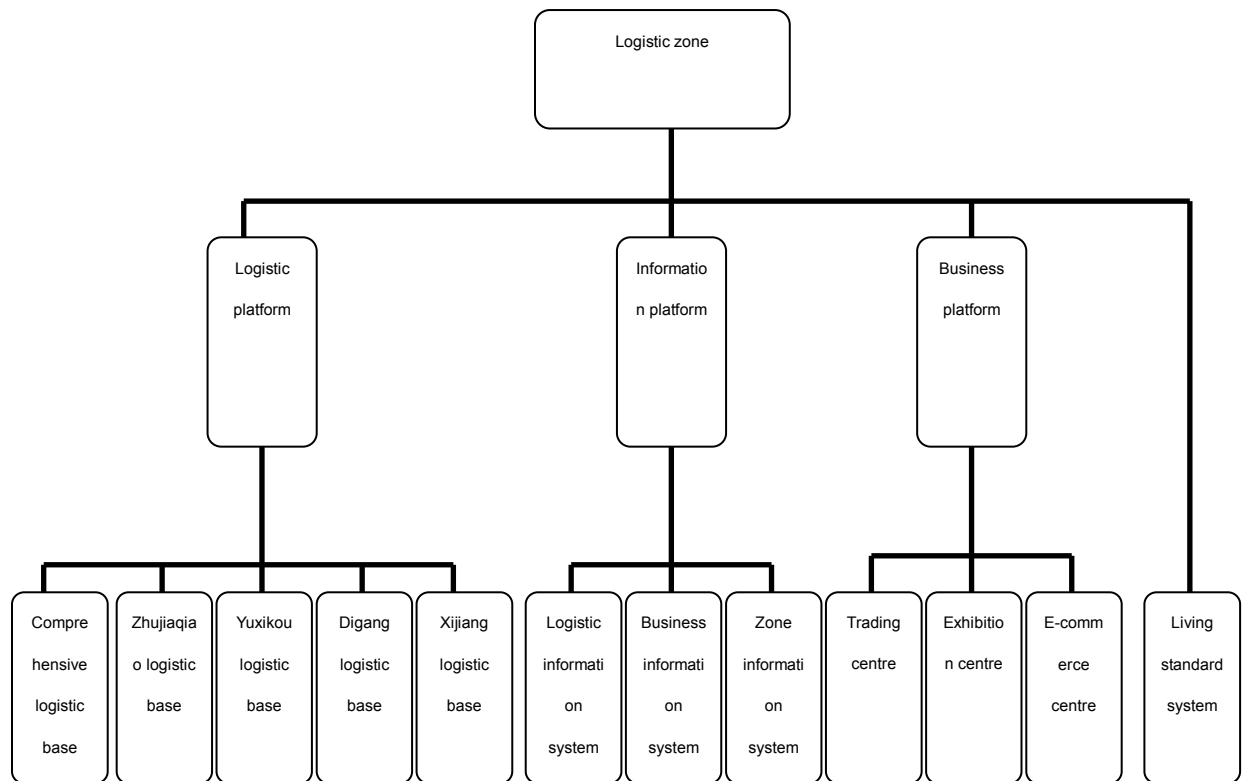 Logistic zone
Logistic
platform
Informatio
n platform
Business
platform
Compre
hensive
logistic
base
Zhujiaqia
o logistic
base
Yuxikou
logistic
base
Digang
logistic
base
Xijiang
logistic
base
Logistic
informati
on
system
Business
informati
on
system
Zone
informati
on
system
Trading
centre
Exhibitio
n centre
E-comm
erce
centre
Living
standard
system